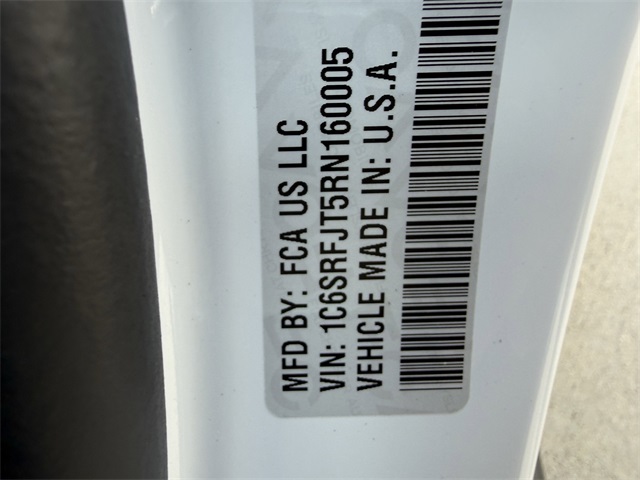 MFD BY: FCA US LLC
VIN: 1C6SRFJT5RN160005
VEHICLE MADE IN: U.S.A.